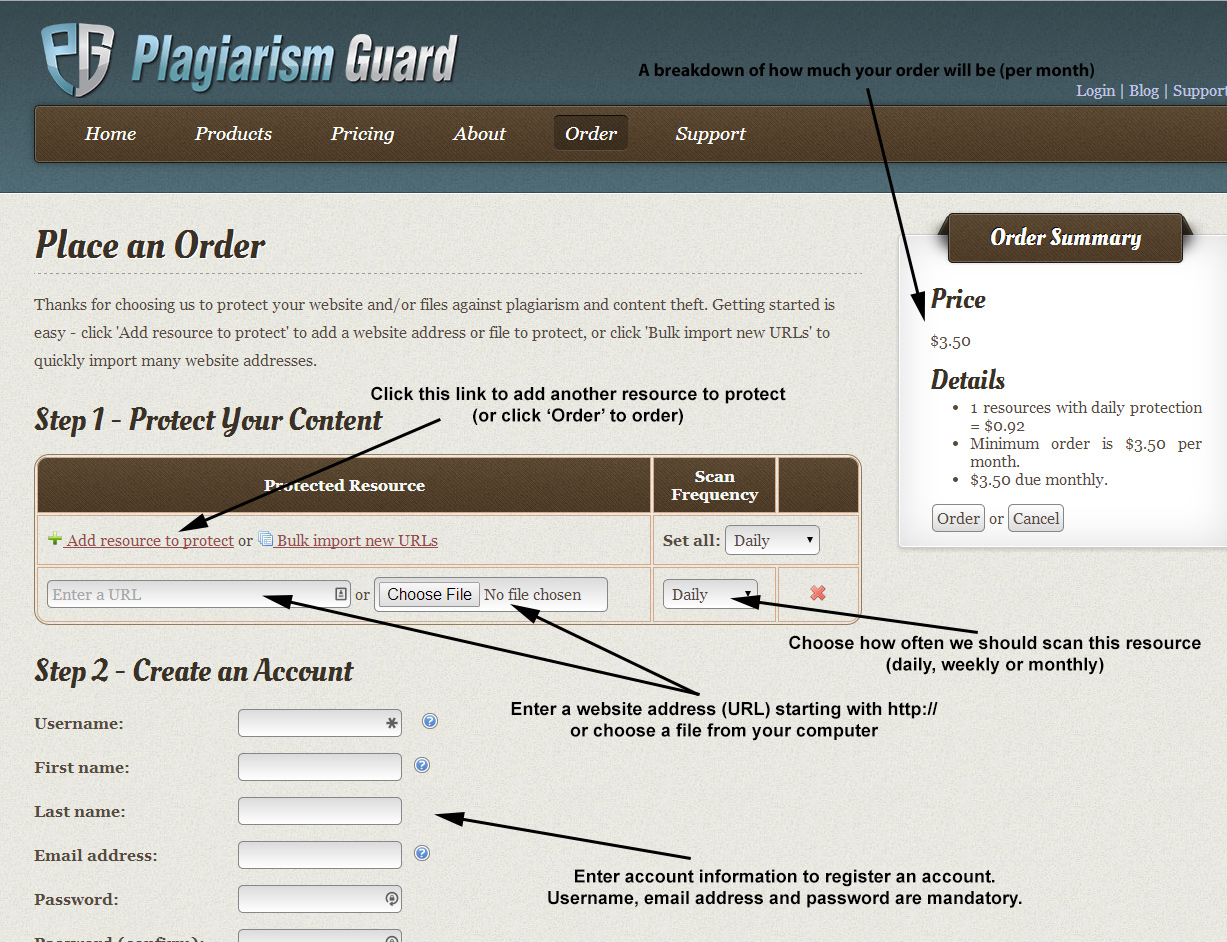 PG Plagiarism Guard
A breakdown of how much your order will be (per month)
Login | Blog | Support
Home Products Pricing About Order Support
Place an Order
Thanks for choosing us to protect your website and/or files against plagiarism and content theft. Getting started is
easy - click 'Add resource to protect' to add a website address or file to protect, or click 'Bulk import new URLs' to
quickly import many website addresses.
Click this link to add another resource to protect
(or click ‘Order’ to order)
Step 1 - Protect Your Content
Protected Resource
Scan
Frequency
Add resource to protect or Bulk import new URLs
Set all: Daily
Enter a URL or Choose File No file chosen
Daily
Choose how often we should scan this resource
(daily, weekly or monthly)
Enter a website address (URL) starting with http://
or choose a file from your computer
Step 2 - Create an Account
Username:
First name:
Last name:
Email address:
Password:
Password (confirm):
Enter account information to register an account.
Username, email address and password are mandatory.
Order Summary
Price
$3.50
Details
• 1 resources with daily protection
= $0.92
• Minimum order is $3.50 per
month.
• $3.50 due monthly.
Order or Cancel